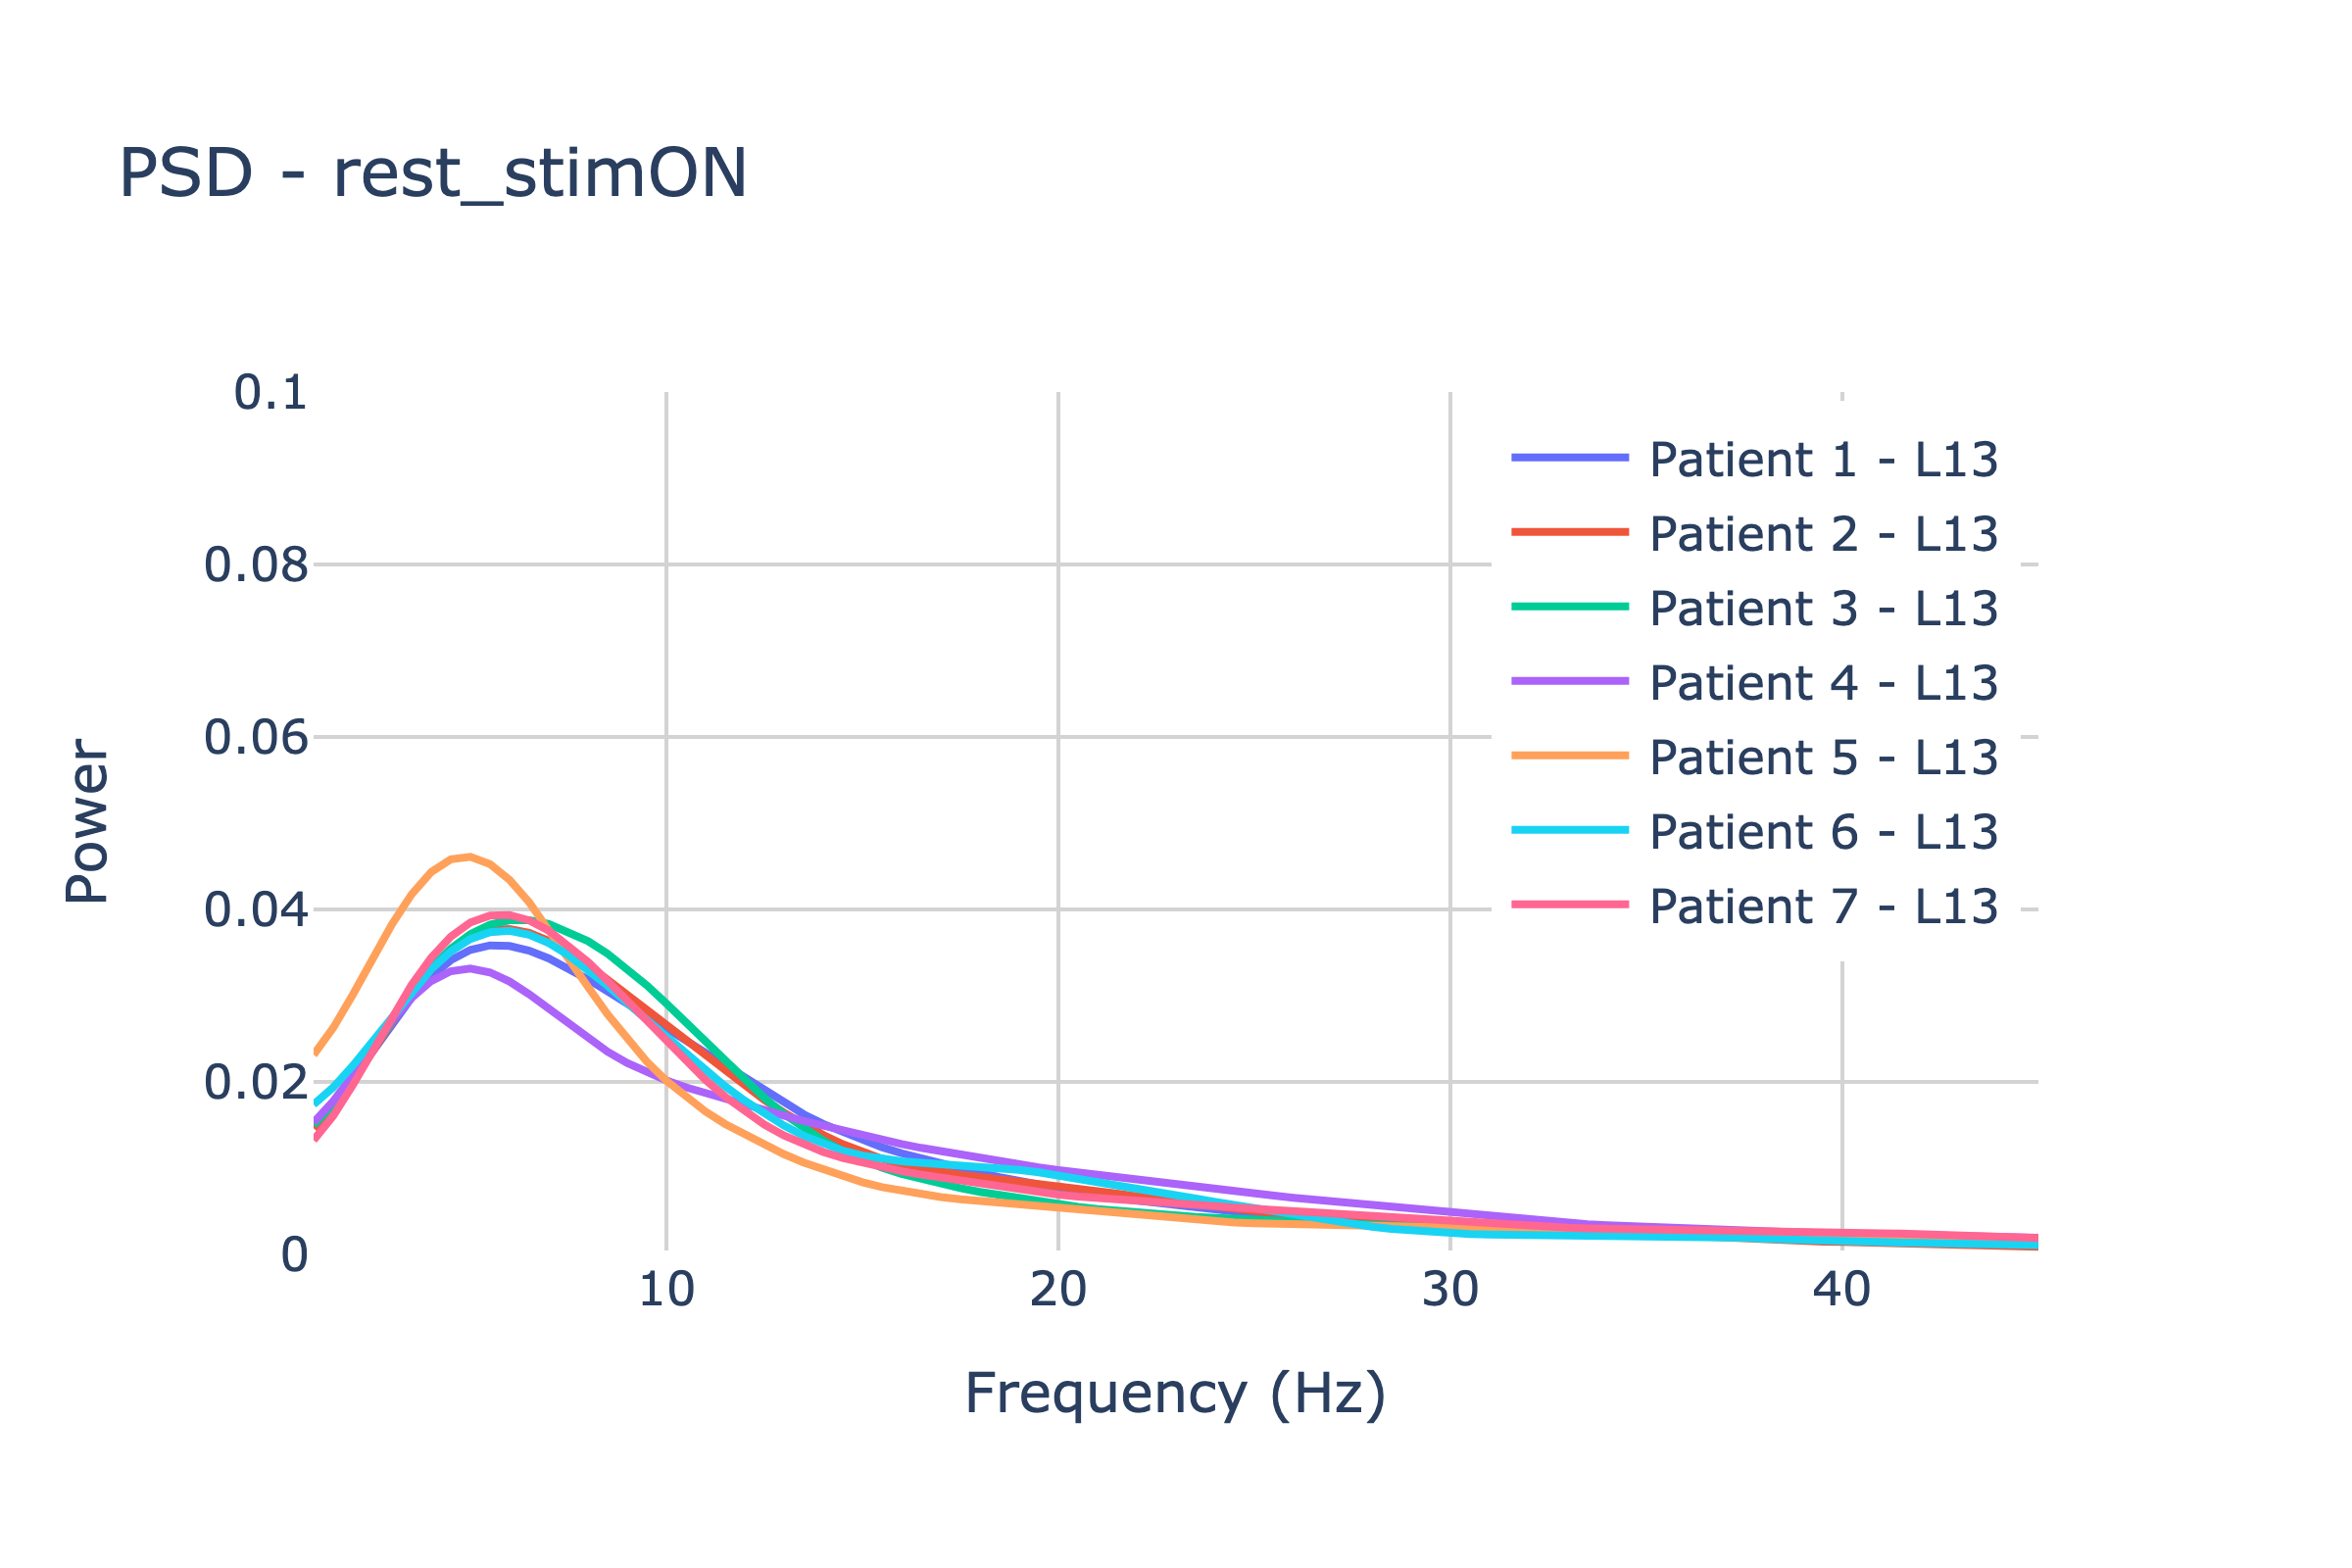 PSD - rest_stimON
0.1
0.08
0.06
0.04
0.02
0
Power
10
20
30
40
Frequency (Hz)
Patient 1 - L13
Patient 2 - L13
Patient 3 - L13
Patient 4 - L13
Patient 5 - L13
Patient 6 - L13
Patient 7 - L13